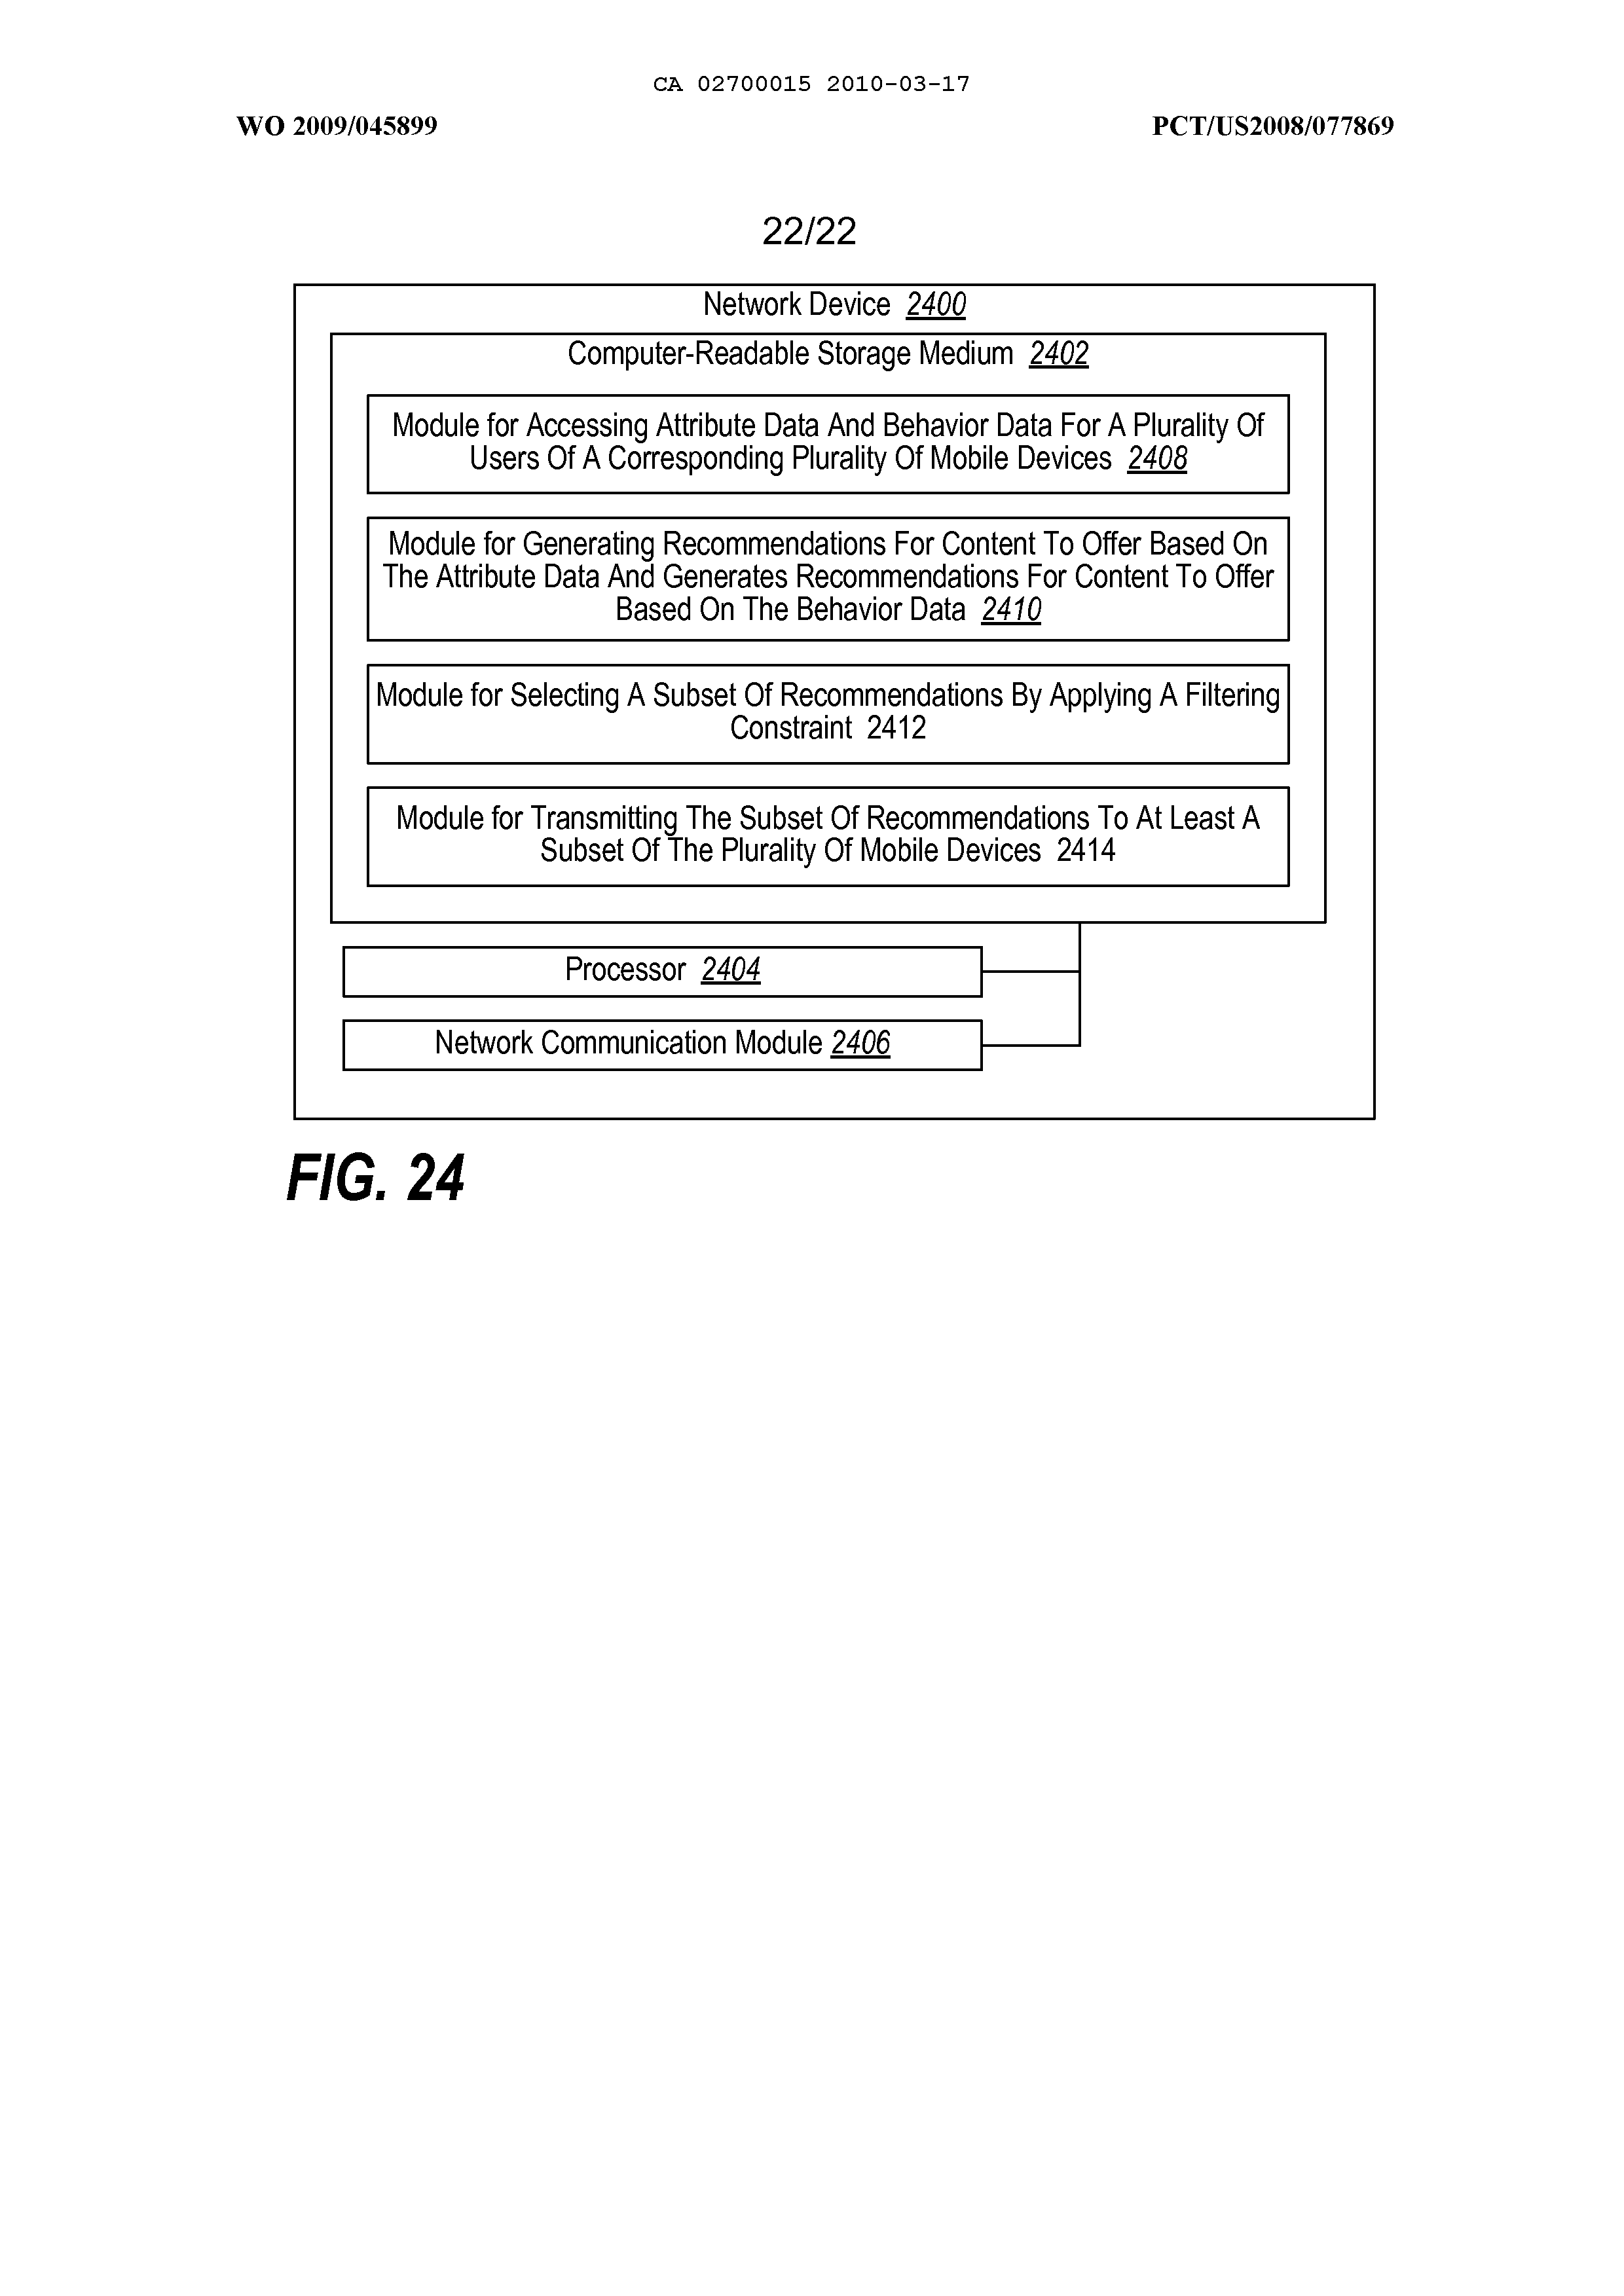 CA 02700015 2010-03-17
WO 2009/045899 PCT/US2008/077869
22/22
Network Device 2400
Computer-Readable Storage Medium 2402
Module for Accessing Attribute Data And Behavior Data For A Plurality Of
Users Of A Corresponding Plurality Of Mobile Devices 2408
Module for Generating Recommendations For Content To Offer Based On
The Attribute Data And Generates Recommendations For Content To Offer
Based On The Behavior Data 2410
Module for Selecting A Subset Of Recommendations By Applying A Filtering
Constraint 2412
Module for Transmitting The Subset Of Recommendations To At Least A
Subset Of The Plurality Of Mobile Devices 2414
Processor 2404
Network Communication Module 2406
FIG. 24